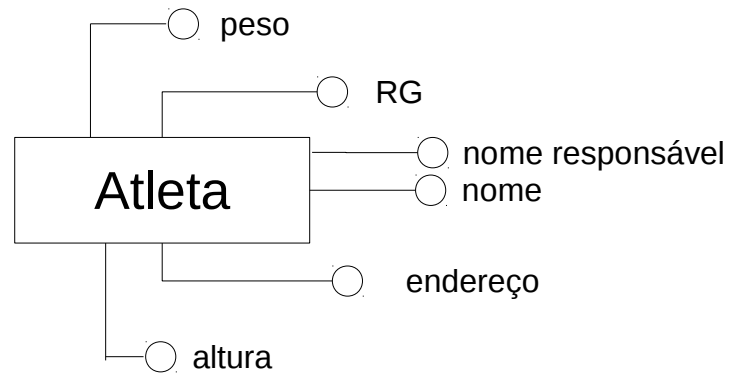 peso
RG
nome responsável
Atleta
nome
endereço
altura